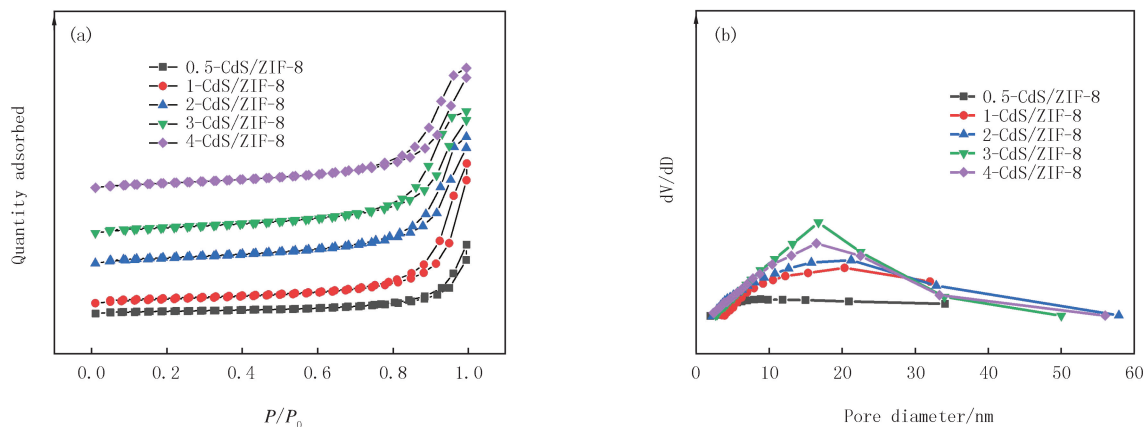 (a)
0.5-CdS/ZIF-8
1-CdS/ZIF-8
2-CdS/ZIF-8
3-CdS/ZIF-8
4-CdS/ZIF-8
Quantity adsorbed
0.0 0.2 0.4 0.6 0.8 1.0
P/P0
(b)
0.5-CdS/ZIF-8
1-CdS/ZIF-8
2-CdS/ZIF-8
3-CdS/ZIF-8
4-CdS/ZIF-8
dV/dD
0 10 20 30 40 50 60
Pore diameter/nm